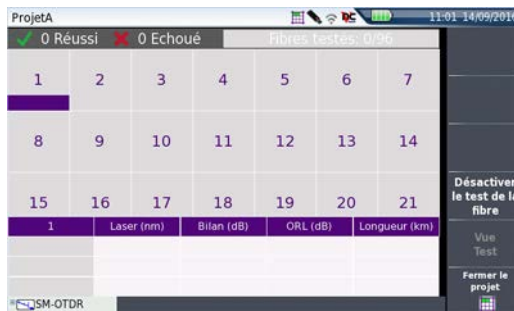 ProjetA 11:01 14/09/2016
0 Réussi 0 Echoué Fibres testés: 0/96
1 2 3 4 5 6 7
8 9 10 11 12 13 14
15 16 17 18 19 20 21
1 Laser (nm) Bilan (dB) ORL (dB) Longueur (km)
SM-OTDR
Désactiver
le test de la
fibre
Vue
Test
Fermer le
projet